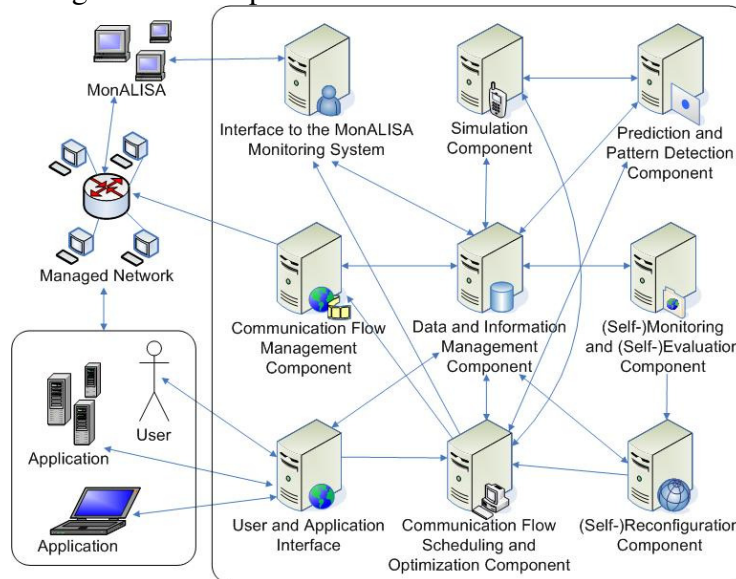 MonALISA
Interface to the MonALISA
Monitoring System
Simulation
Component
Prediction and
Pattern Detection
Component
Managed Network
Communication Flow
Management
Component
Data and Information
Management
Component
(Self-)Monitoring
and (Self-)Evaluation
Component
User
Application
Application
User and Application
Interface
Communication Flow
Scheduling and
Optimization Component
(Self-)Reconfiguration
Component